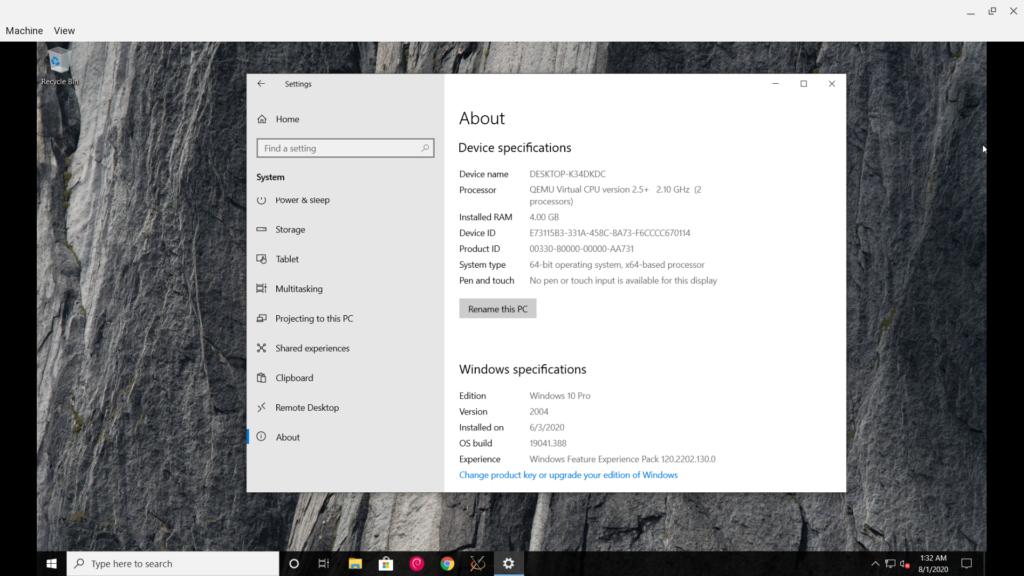 Machine View
Recycle Bin
Settings
Home
Find a setting
System
Power & sleep
Storage
Tablet
Multitasking
Projecting to this PC
Shared experiences
Clipboard
Remote Desktop
About
About
Device specifications
Device name DESKTOP-K34DKDC
Processor QEMU Virtual CPU version 2.5+ 2.10 GHz (2
processors)
Installed RAM 4.00 GB
Device ID E73115B3-331A-458C-8A73-F6CCCC670114
Product ID 00330-80000-00000-AA731
System type 64-bit operating system, x64-based processor
Pen and touch No pen or touch input is available for this display
Rename this PC
Windows specifications
Edition Windows 10 Pro
Version 2004
Installed on 6/3/2020
OS build 19041.388
Experience Windows Feature Experience Pack 120.2202.130.0
Change product key or upgrade your edition of Windows
Type here to search
1:32 AM
8/1/2020